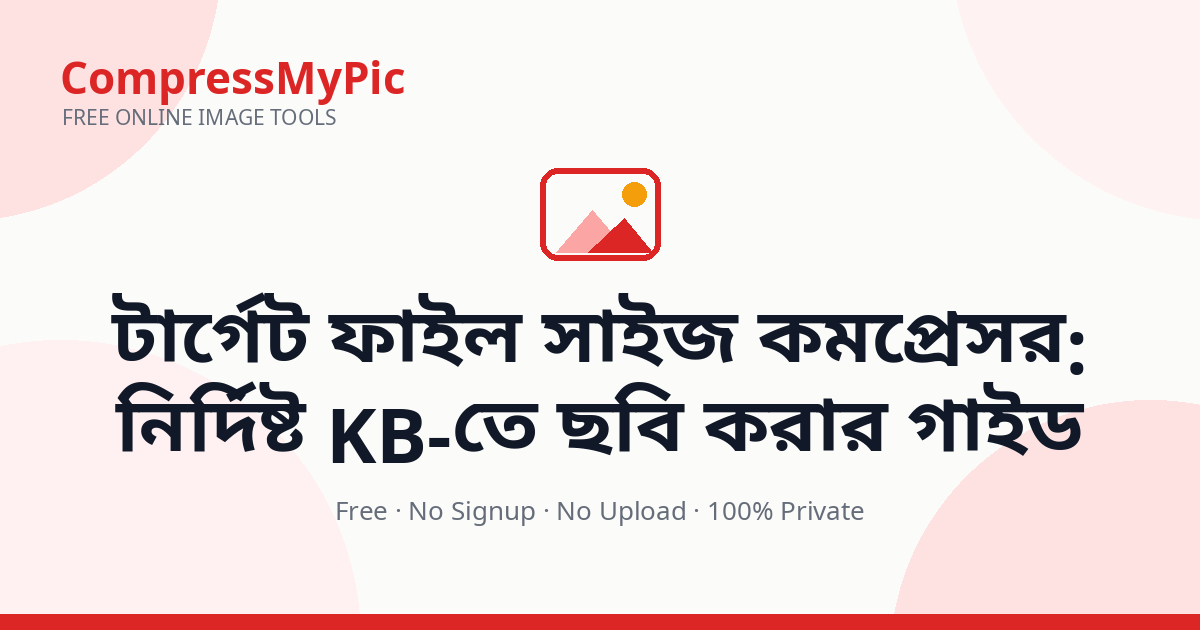 CompressMyPic
FREE ONLINE IMAGE TOOLS
টার্গেট ফাইল সাইজ কমপ্রেসর:
নির্দিষ্ট KB-তে ছবি করার গাইড
Free · No Signup · No Upload · 100% Private